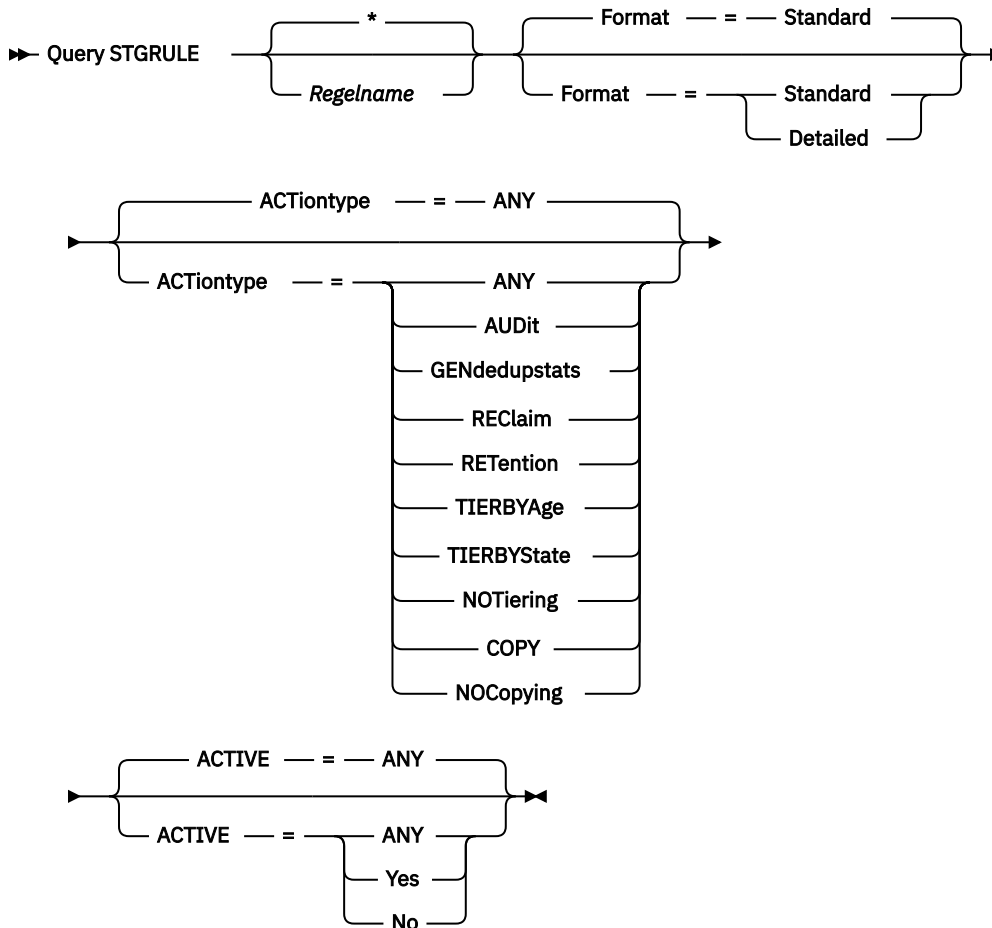 *
Format = Standard
Query STGRULE
Regelname
Format = Standard
Detailed
ACTiontype = ANY
ACTiontype = ANY
AUDit
GENdedupstats
REClaim
RETention
TIERBYAge
TIERBYState
NOTiering
COPY
NOCopying
ACTIVE = ANY
ACTIVE = ANY
Yes
No